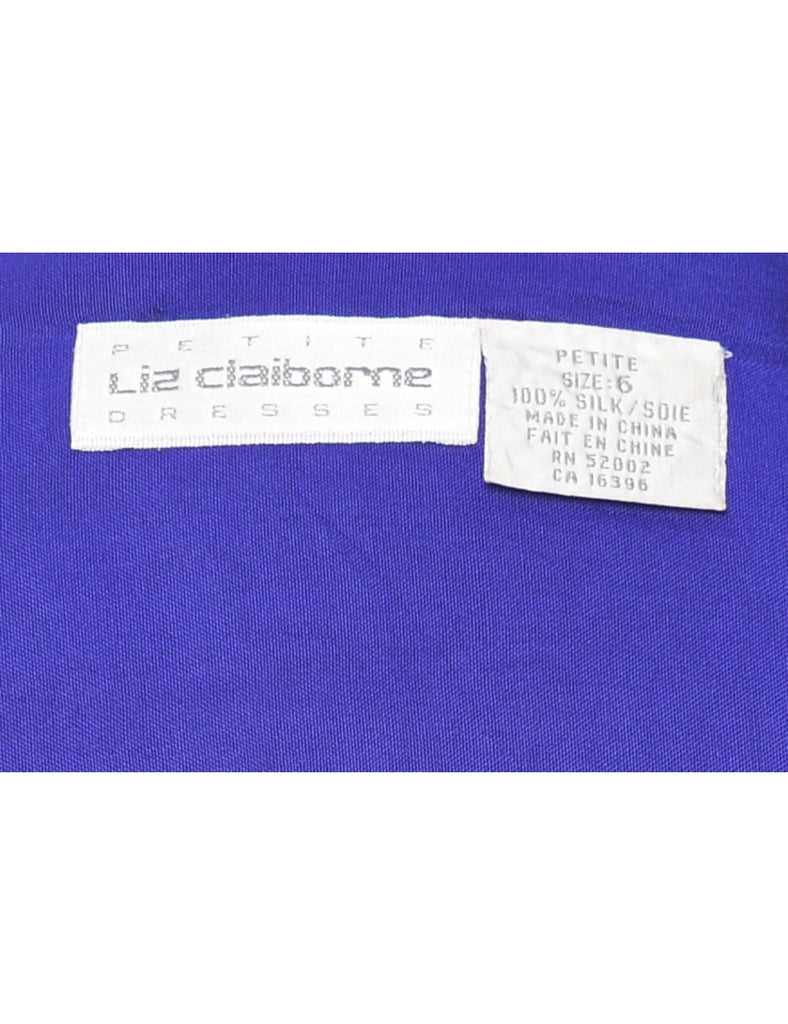 PETITE
Liz claiborne
DRESSES
PETITE
SIZE:6
100% SILK/SOIE
MADE IN CHINA
FAIT EN CHINE
RN 52002
CA 16396